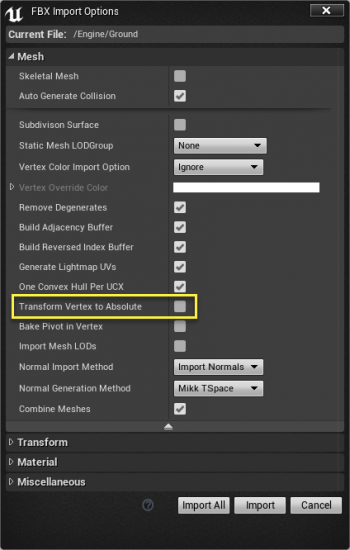 FBX Import Options
Current File: /Engine/Ground
Mesh
Skeletal Mesh
Auto Generate Collision
Subdivison Surface
Static Mesh LODGroup None
Vertex Color Import Option Ignore
Vertex Override Color
Remove Degenerates
Build Adjacency Buffer
Build Reversed Index Buffer
Generate Lightmap UVs
One Convex Hull Per UCX
Transform Vertex to Absolute
Bake Pivot in Vertex
Import Mesh LODs
Normal Import Method Import Normals
Normal Generation Method Mikk TSpace
Combine Meshes
Transform
Material
Miscellaneous
Import All Import Cancel